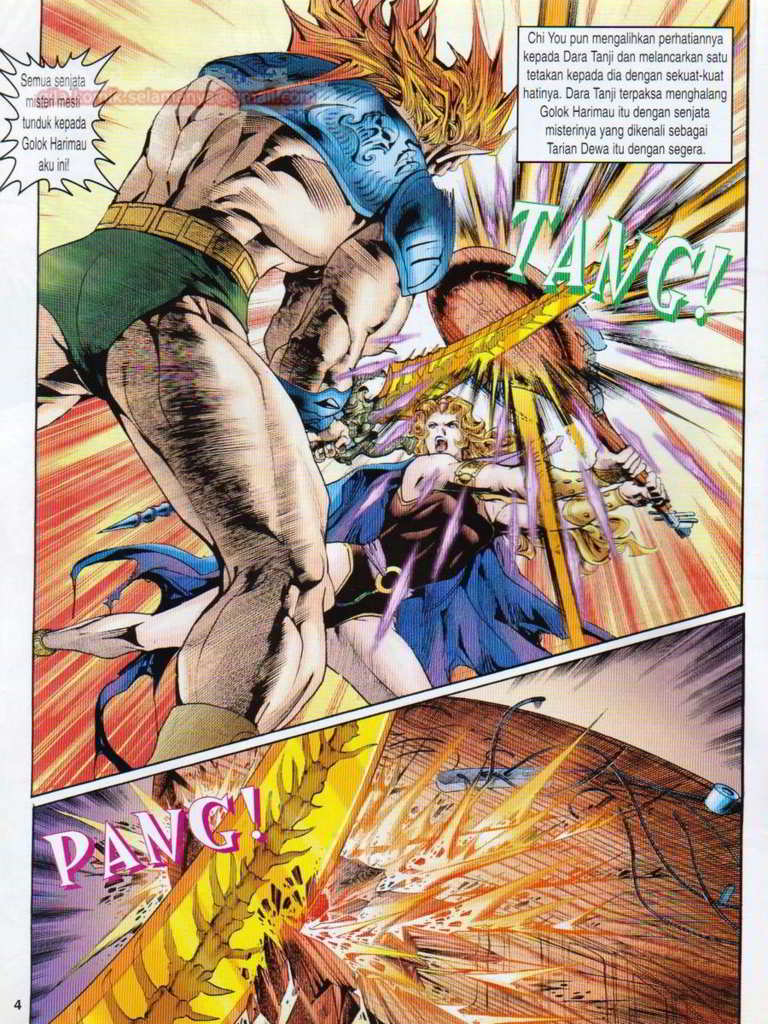 Chi You pun mengalihkan perhatiannya
kepada Dara Tanji dan melancarkan satu
tetakan kepada dia dengan sekuat-kuat
hatinya. Dara Tanji terpaksa menghalang
Golok Harimau itu dengan senjata
misterinya yang dikenali sebagai
Tarian Dewa itu dengan segera.
Semua senjata
misteri mesti
tunduk kepada
Golok Harimau
aku ini!
TANG!
PANG!
4